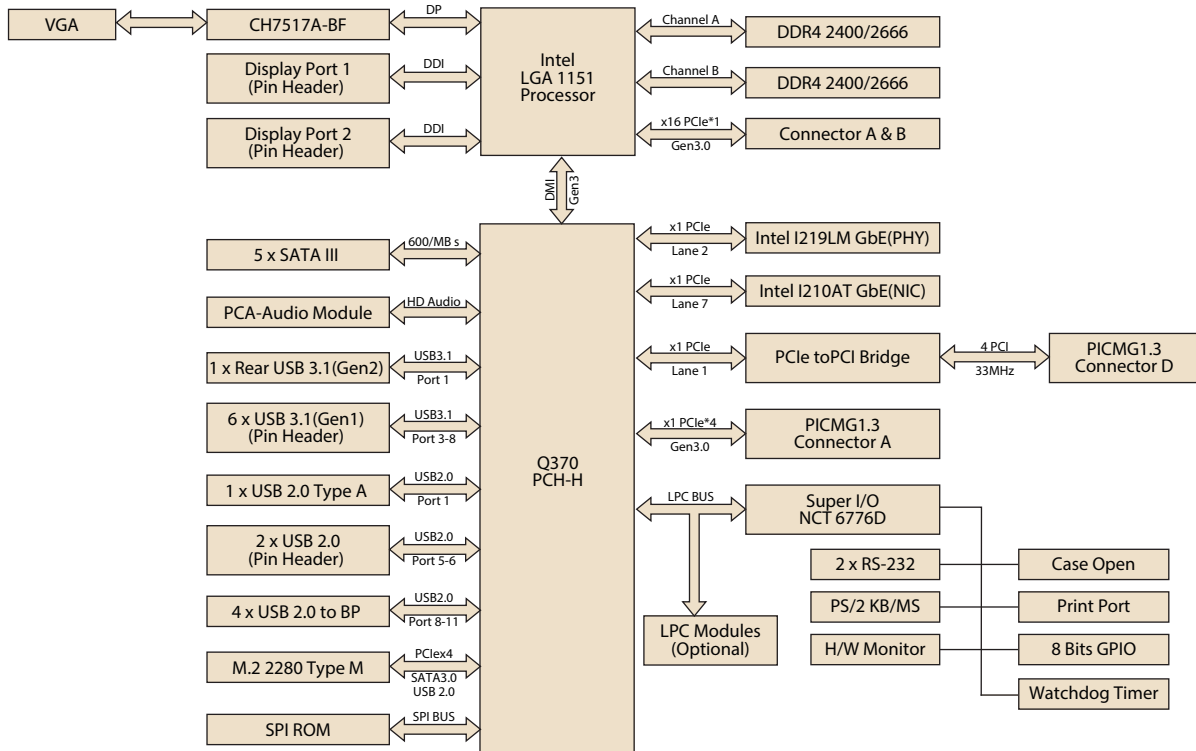 VGA
CH7517A-BF
DP
Intel
LGA 1151
Processor
Channel A
DDR4 2400/2666
Display Port 1
(Pin Header)
DDI
Channel B
DDR4 2400/2666
Display Port 2
(Pin Header)
DDI
x16 PCIe*1
Gen3.0
Connector A & B
DMI
Gen3
Q370
PCH-H
5 x SATA III
600/MB s
PCA-Audio Module
HD Audio
1 x Rear USB 3.1(Gen2)
USB3.1
Port 1
6 x USB 3.1(Gen1)
(Pin Header)
USB3.1
Port 3-8
1 x USB 2.0 Type A
USB2.0
Port 1
2 x USB 2.0
(Pin Header)
USB2.0
Port 5-6
4 x USB 2.0 to BP
USB2.0
Port 8-11
M.2 2280 Type M
PCIex4
SATA3.0
USB 2.0
SPI ROM
SPI BUS
x1 PCIe
Lane 2
Intel I219LM GbE(PHY)
x1 PCIe
Lane 7
Intel I210AT GbE(NIC)
x1 PCIe
Lane 1
PCIe toPCI Bridge
4 PCI
33MHz
PICMG1.3
Connector D
x1 PCIe*4
Gen3.0
PICMG1.3
Connector A
LPC BUS
Super I/O
NCT 6776D
LPC Modules
(Optional)
2 x RS-232
Case Open
PS/2 KB/MS
Print Port
H/W Monitor
8 Bits GPIO
Watchdog Timer